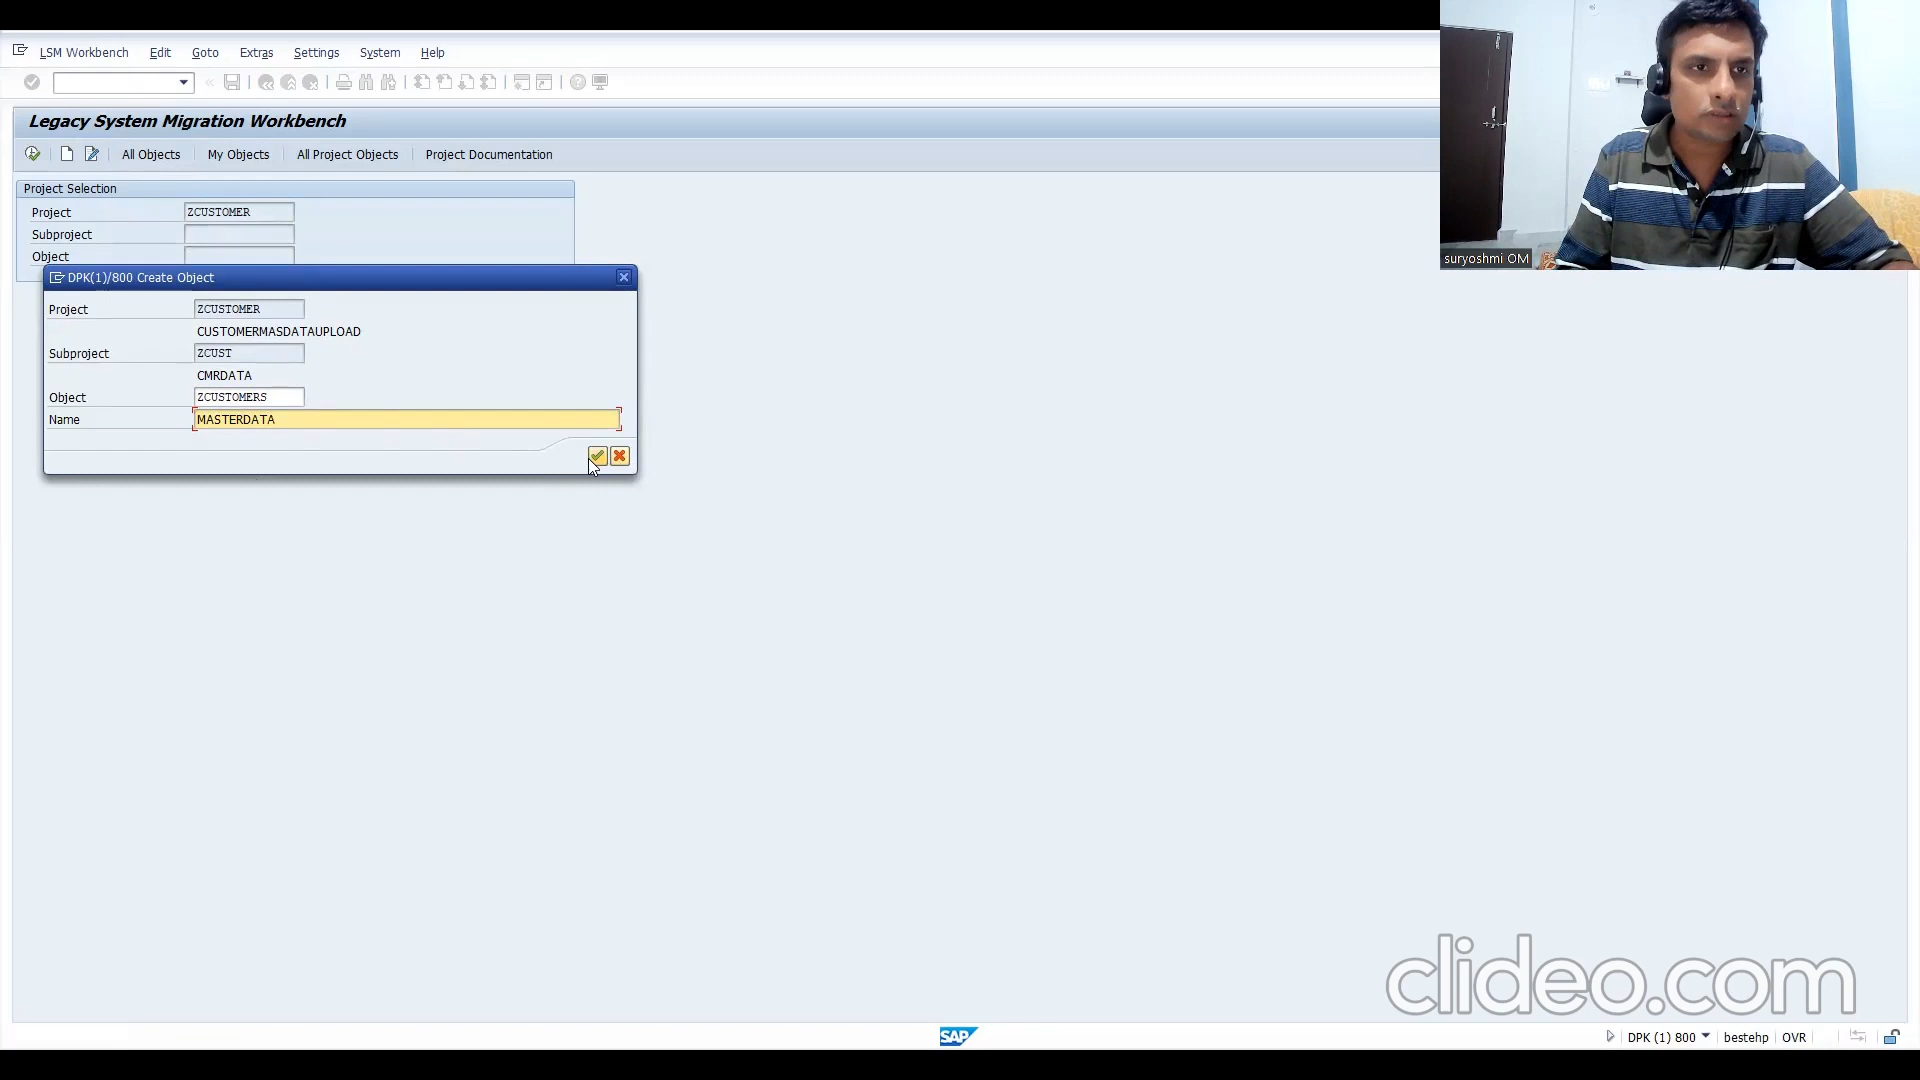 LSM Workbench Edit Goto Extras Settings System Help
Legacy System Migration Workbench
All Objects My Objects All Project Objects Project Documentation
Project Selection
Project ZCUSTOMER
Subproject
Object
DPK(1)/800 Create Object
Project ZCUSTOMER
CUSTOMERMASDATAUPLOAD
Subproject ZCUST
CMRDATA
Object ZCUSTOMERS
Name MASTERDATA
suryoshmi OM
clideo.com
SAP
DPK (1) 800 bestehp OVR